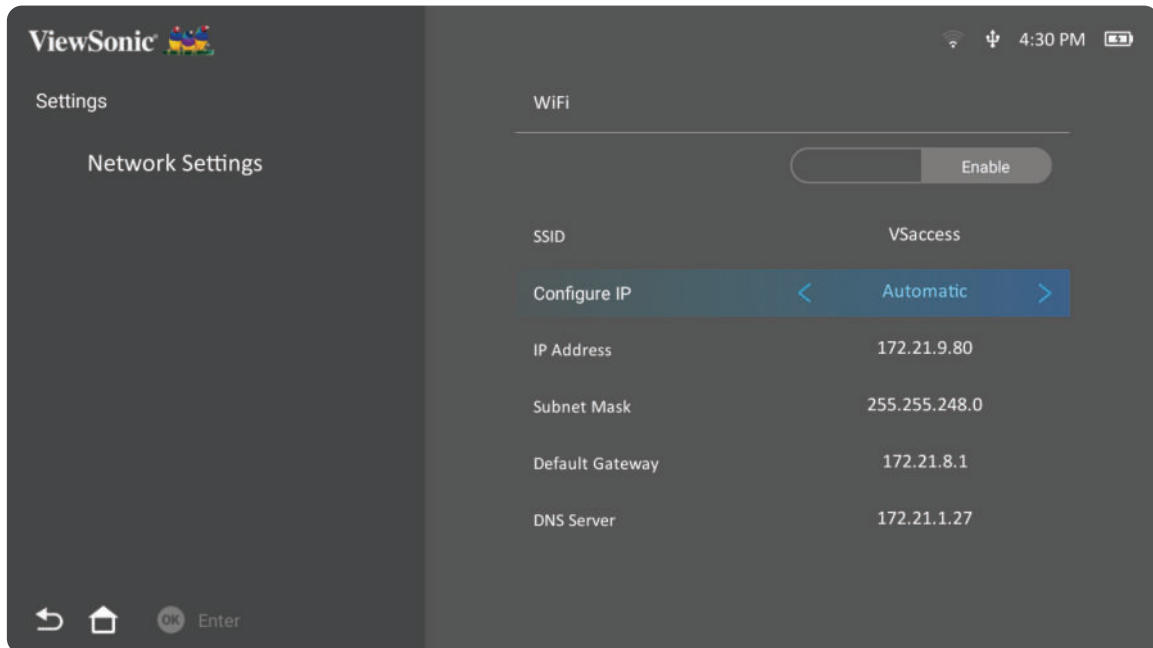 ViewSonic
4:30 PM
Settings
Network Settings
WiFi
Enable
SSID VSaccess
Configure IP < Automatic >
IP Address 172.21.9.80
Subnet Mask 255.255.248.0
Default Gateway 172.21.8.1
DNS Server 172.21.1.27
OK Enter